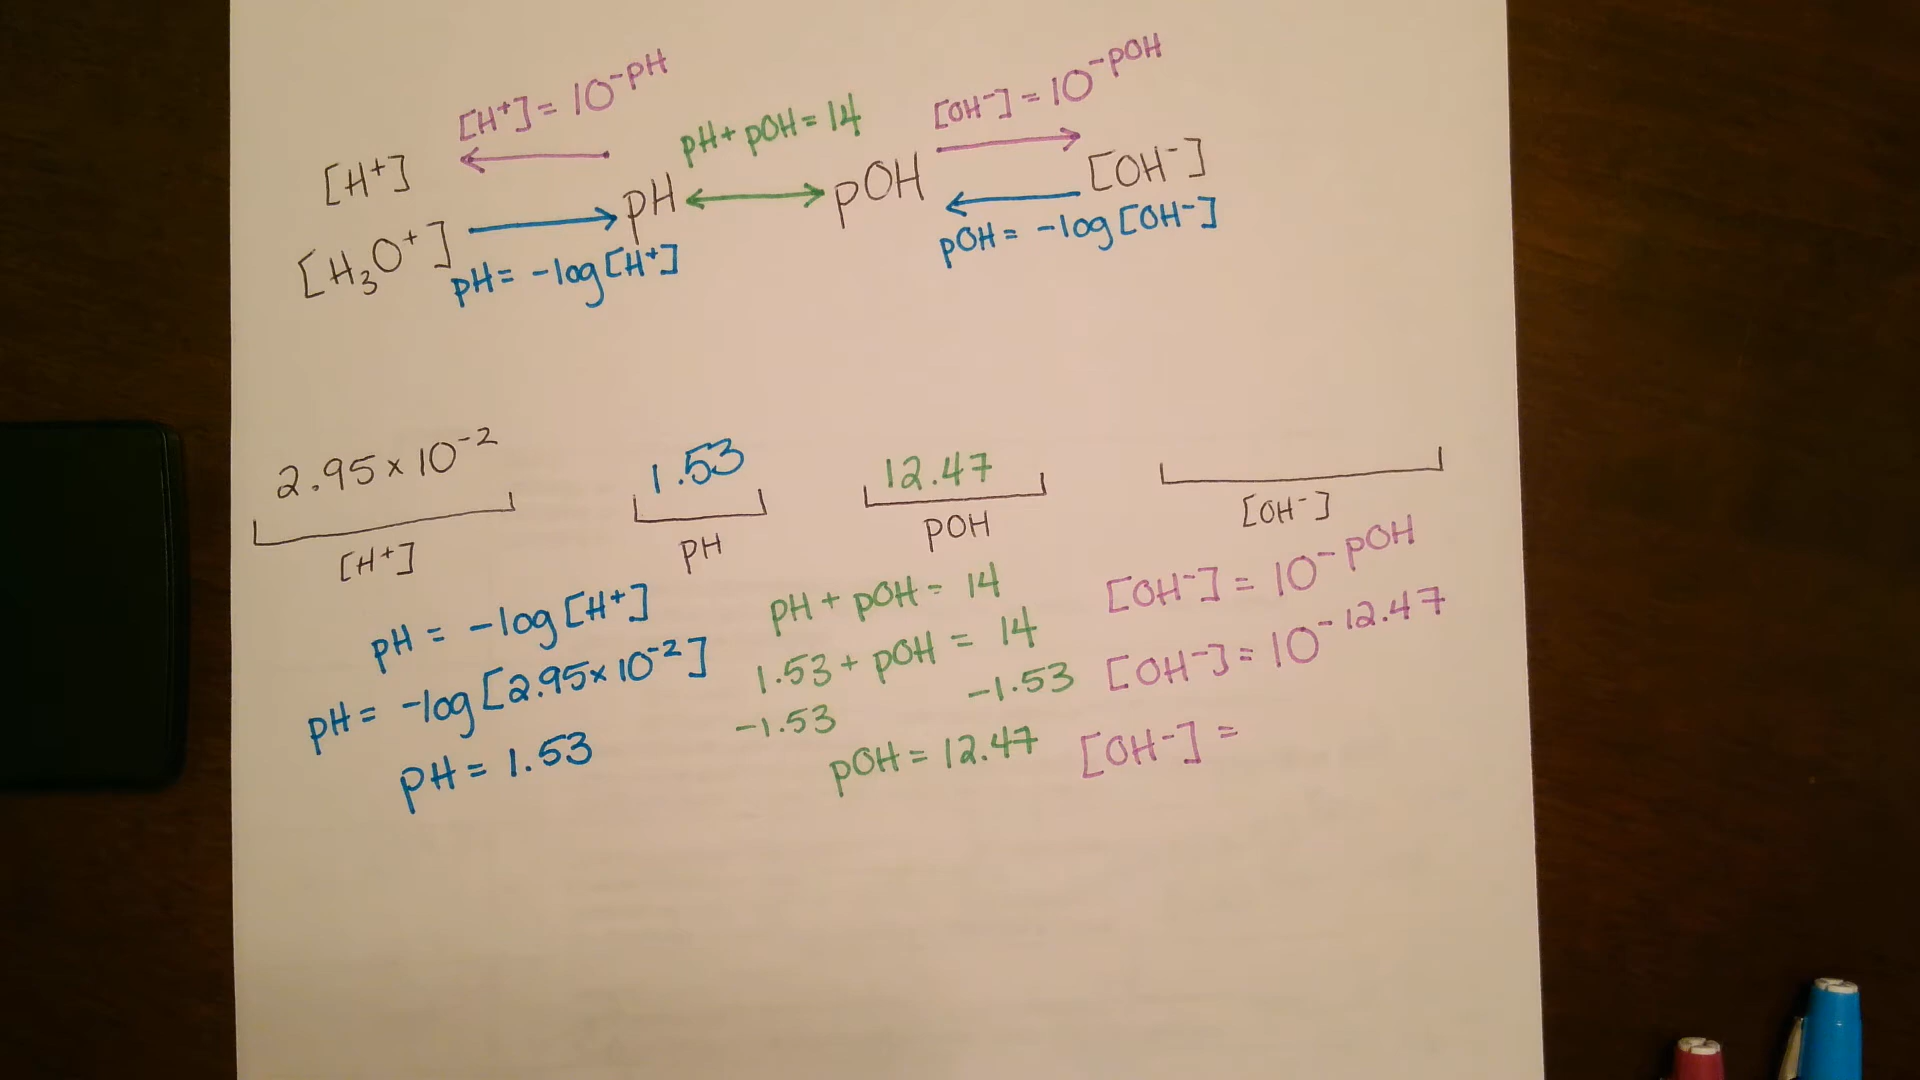 [H⁺] = 10⁻ᵖᴴ
pH + pOH = 14
[OH⁻] = 10⁻ᵖᴼᴴ
[H⁺]
[H₃O⁺]
pH
pOH
[OH⁻]
pH = -log[H⁺]
pOH = -log[OH⁻]
2.95 x 10⁻²
1.53
12.47
[H⁺]
pH
pOH
[OH⁻]
pH = -log[H⁺]
pH = -log[2.95x10⁻²]
pH = 1.53
pH + pOH = 14
1.53 + pOH = 14
-1.53 -1.53
pOH = 12.47
[OH⁻] = 10⁻ᵖᴼᴴ
[OH⁻] = 10⁻¹²·⁴⁷
[OH⁻] =